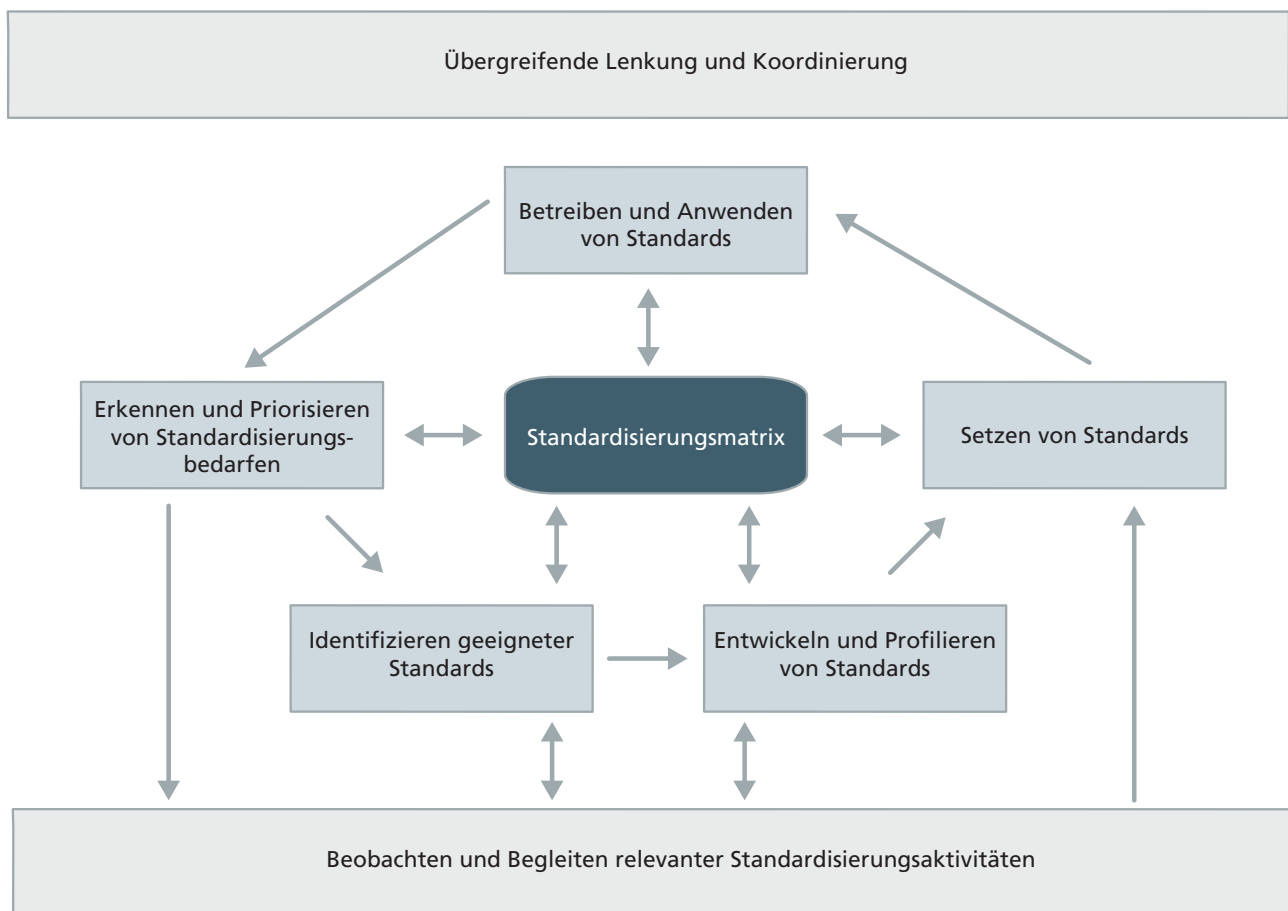 Übergreifende Lenkung und Koordinierung
Betreiben und Anwenden
von Standards
Erkennen und Priorisieren
von Standardisierungs-
bedarfen
Standardisierungsmatrix
Setzen von Standards
Identifizieren geeigneter
Standards
Entwickeln und Profilieren
von Standards
Beobachten und Begleiten relevanter Standardisierungsaktivitäten